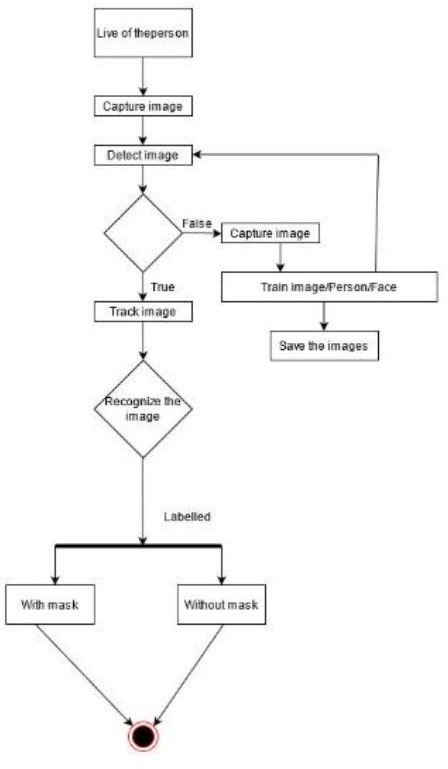 Live of theperson
Capture image
Detect image
False
Capture image
True
Train image/Person/Face
Track image
Save the images
Recognize the
image
Labelled
With mask
Without mask